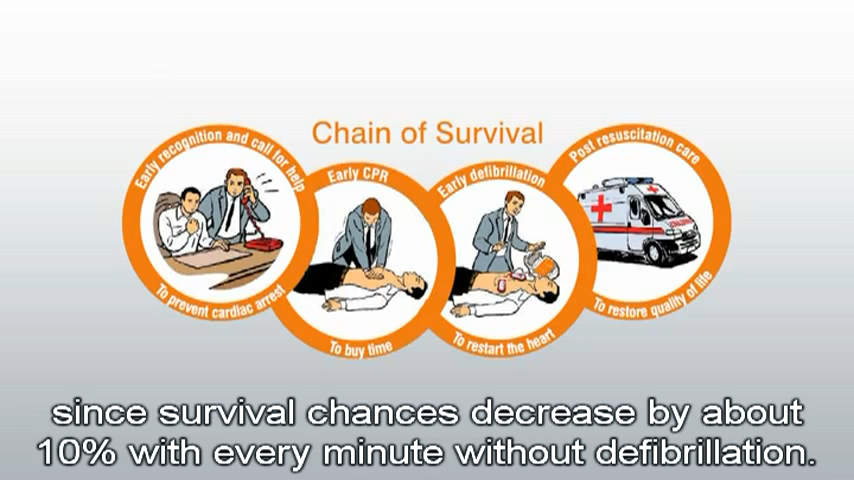 Chain of Survival
Early recognition and call for help
To prevent cardiac arrest
Early CPR
To buy time
Early defibrillation
To restart the heart
Post resuscitation care
To restore quality of life
since survival chances decrease by about
10% with every minute without defibrillation.